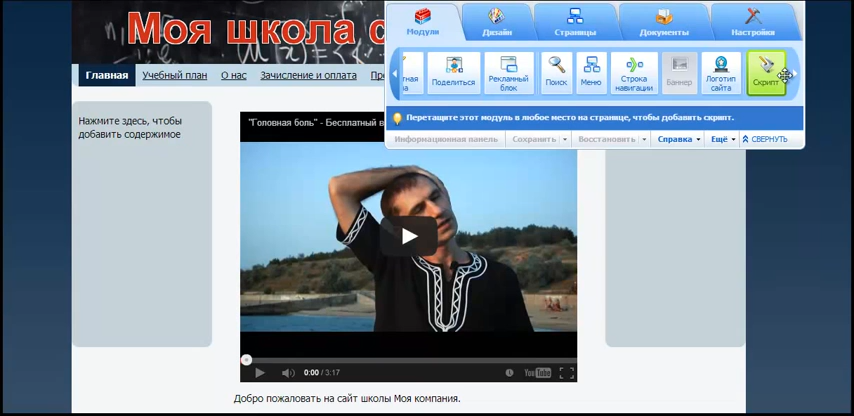 Моя школа с
Модули
Дизайн
Страницы
Документы
Настройки
Поделиться
Рекламный блок
Поиск
Меню
Строка навигации
Баннер
Логотип сайта
Скрипт
Перетащите этот модуль в любое место на странице, чтобы добавить скрипт.
Информационная панель
Сохранить
Восстановить
Справка
Ещё
СВЕРНУТЬ
Главная
Учебный план
О нас
Зачисление и оплата
Нажмите здесь, чтобы
добавить содержимое
"Головная боль" - Бесплатный в
0:00 / 3:17
YouTube
Добро пожаловать на сайт школы Моя компания.